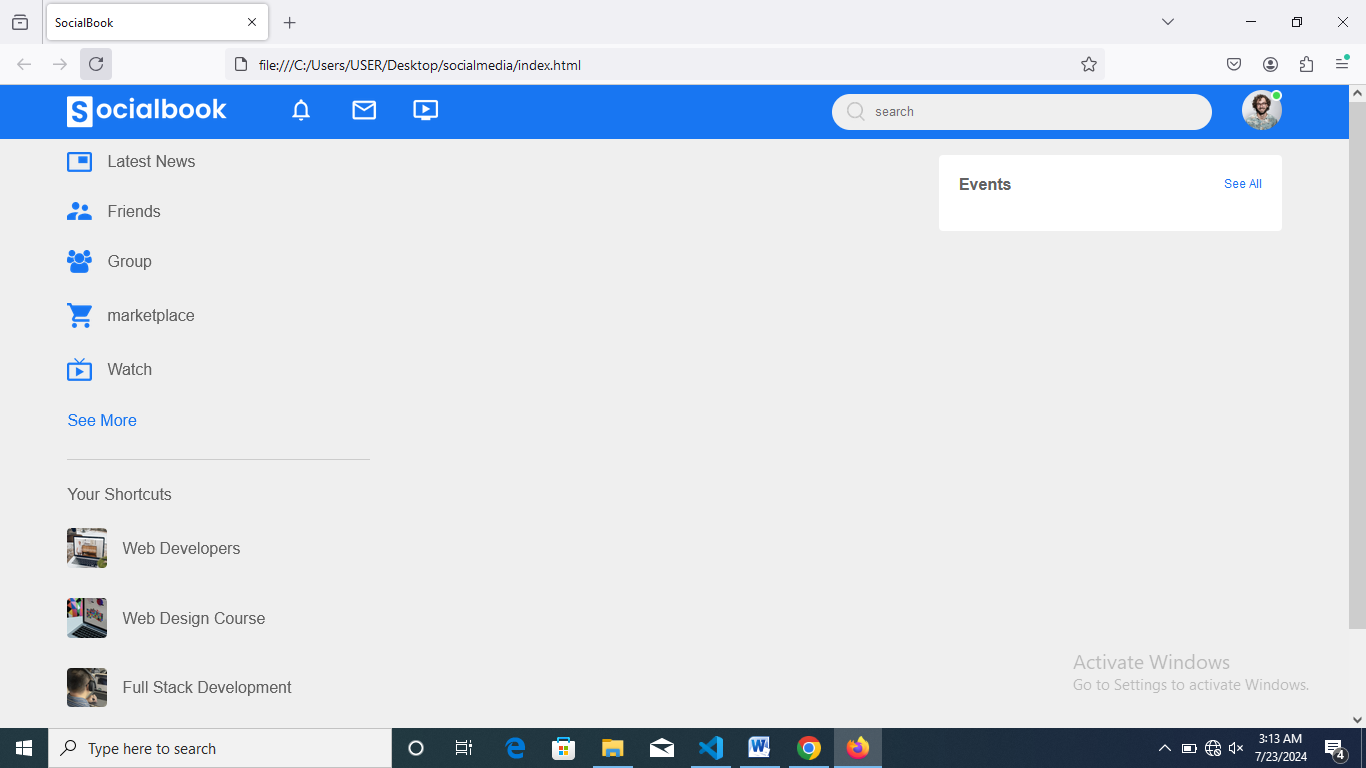 SocialBook
file:///C:/Users/USER/Desktop/socialmedia/index.html
Socialbook
search
Latest News
Friends
Group
marketplace
Watch
See More
Your Shortcuts
Web Developers
Web Design Course
Full Stack Development
Events See All
Activate Windows
Go to Settings to activate Windows.
Type here to search
3:13 AM
7/23/2024
4